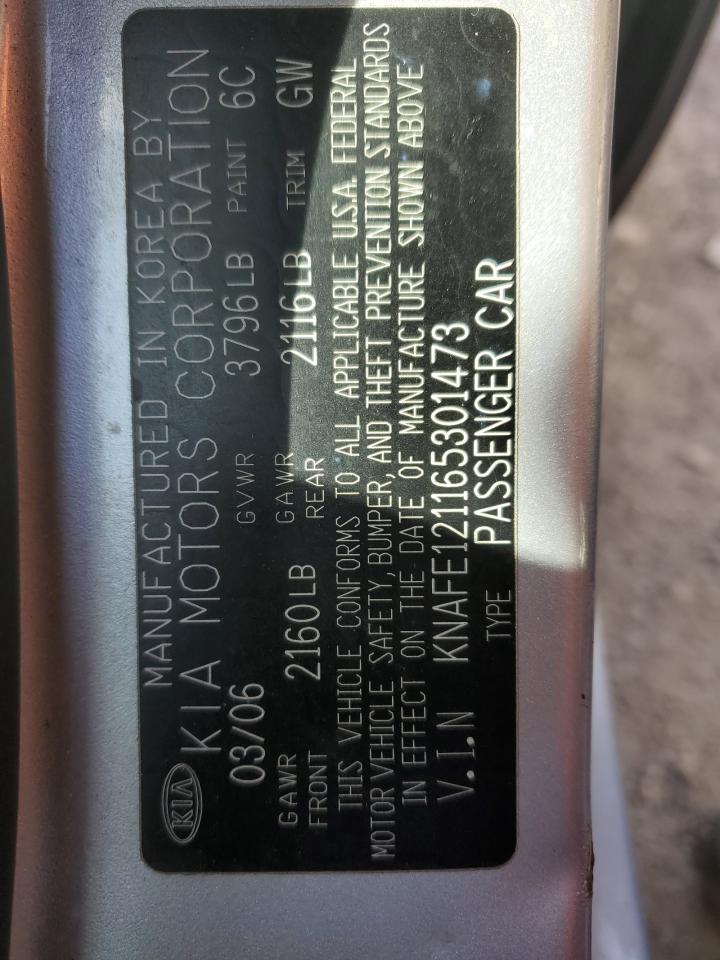 MANUFACTURED IN KOREA BY
KIA KIA MOTORS CORPORATION
03/06 GVWR 3796LB PAINT 6C
GAWR FRONT 2160LB GAWR REAR 2116LB TRIM GW
THIS VEHICLE CONFORMS TO ALL APPLICABLE U.S.A. FEDERAL
MOTOR VEHICLE SAFETY, BUMPER, AND THEFT PREVENTION STANDARDS
IN EFFECT ON THE DATE OF MANUFACTURE SHOWN ABOVE
V.I.N KNAFE121165301473
TYPE PASSENGER CAR